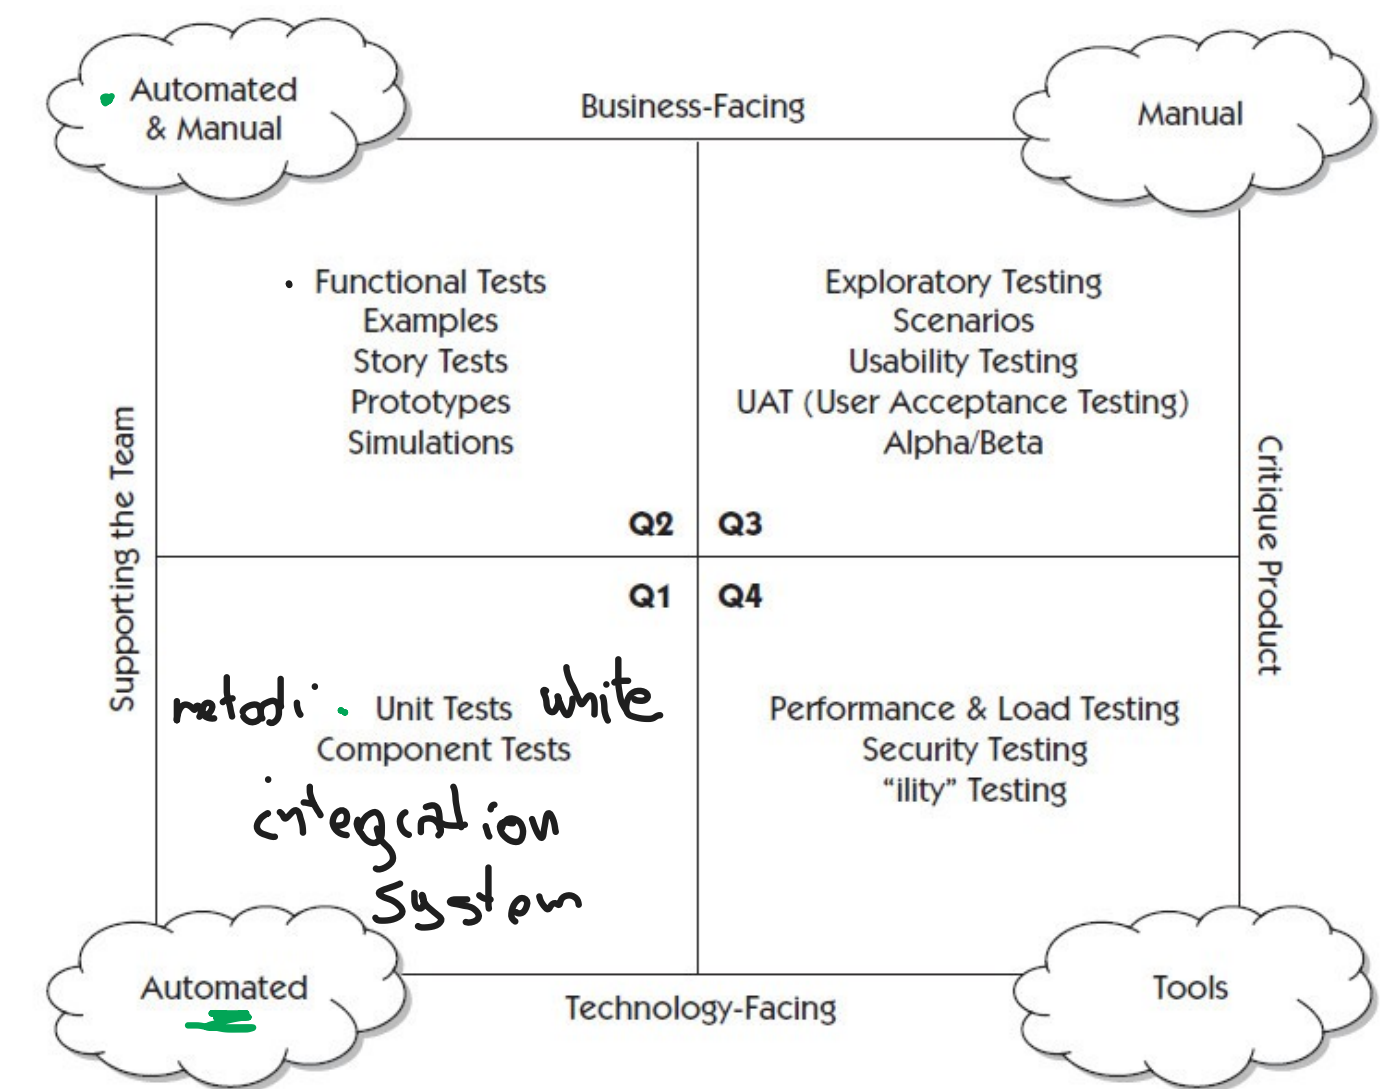 Automated
& Manual
Business-Facing
Manual
Functional Tests
Examples
Story Tests
Prototypes
Simulations
Exploratory Testing
Scenarios
Usability Testing
UAT (User Acceptance Testing)
Alpha/Beta
Supporting the Team
Critique Product
Q2
Q3
Q1
Q4
metodi Unit Tests white
Component Tests
integration
system
Performance & Load Testing
Security Testing
“ility” Testing
Automated
Technology-Facing
Tools